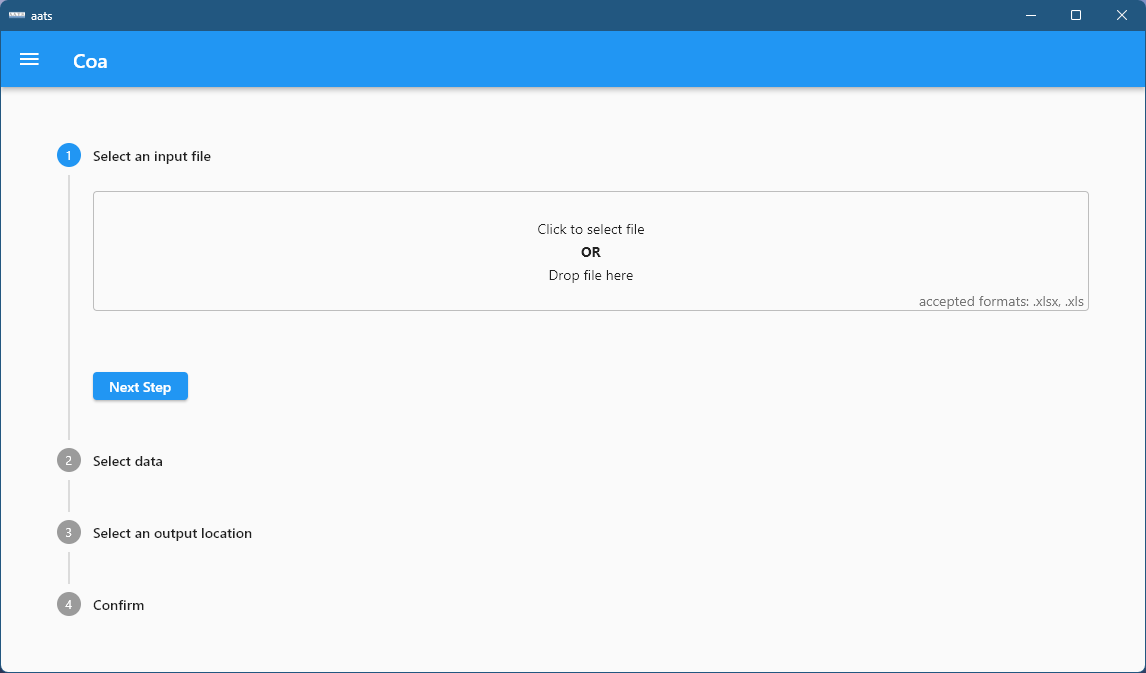 aats
Coa
1 Select an input file
Click to select file
OR
Drop file here
accepted formats: .xlsx, .xls
Next Step
2 Select data
3 Select an output location
4 Confirm